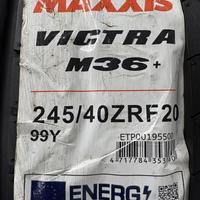 MAXXIS
VICTRA
M36+
245/40ZRF20
99Y
ETP00195500
ENERG